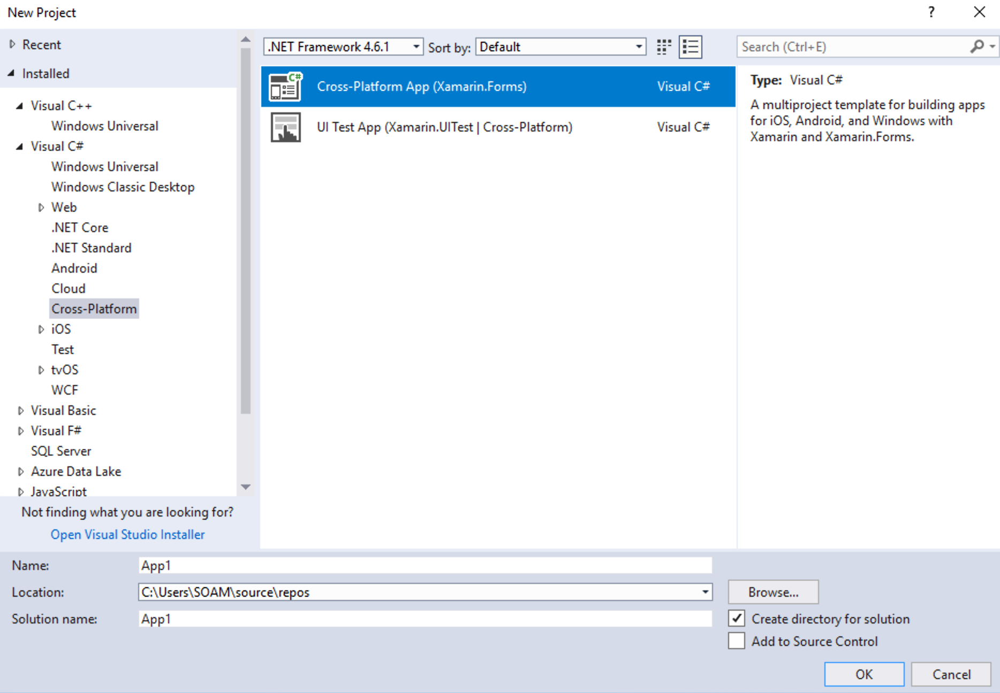 New Project
?
Recent
Installed
Visual C++
Windows Universal
Visual C#
Windows Universal
Windows Classic Desktop
Web
.NET Core
.NET Standard
Android
Cloud
Cross-Platform
iOS
Test
tvOS
WCF
Visual Basic
Visual F#
SQL Server
Azure Data Lake
JavaScript
Not finding what you are looking for?
Open Visual Studio Installer
.NET Framework 4.6.1 Sort by: Default
C# Cross-Platform App (Xamarin.Forms) Visual C#
UI Test App (Xamarin.UITest | Cross-Platform) Visual C#
Search (Ctrl+E)
Type: Visual C#
A multiproject template for building apps
for iOS, Android, and Windows with
Xamarin and Xamarin.Forms.
Name: App1
Location: C:\Users\SOAM\source\repos Browse...
Solution name: App1
Create directory for solution
Add to Source Control
OK Cancel